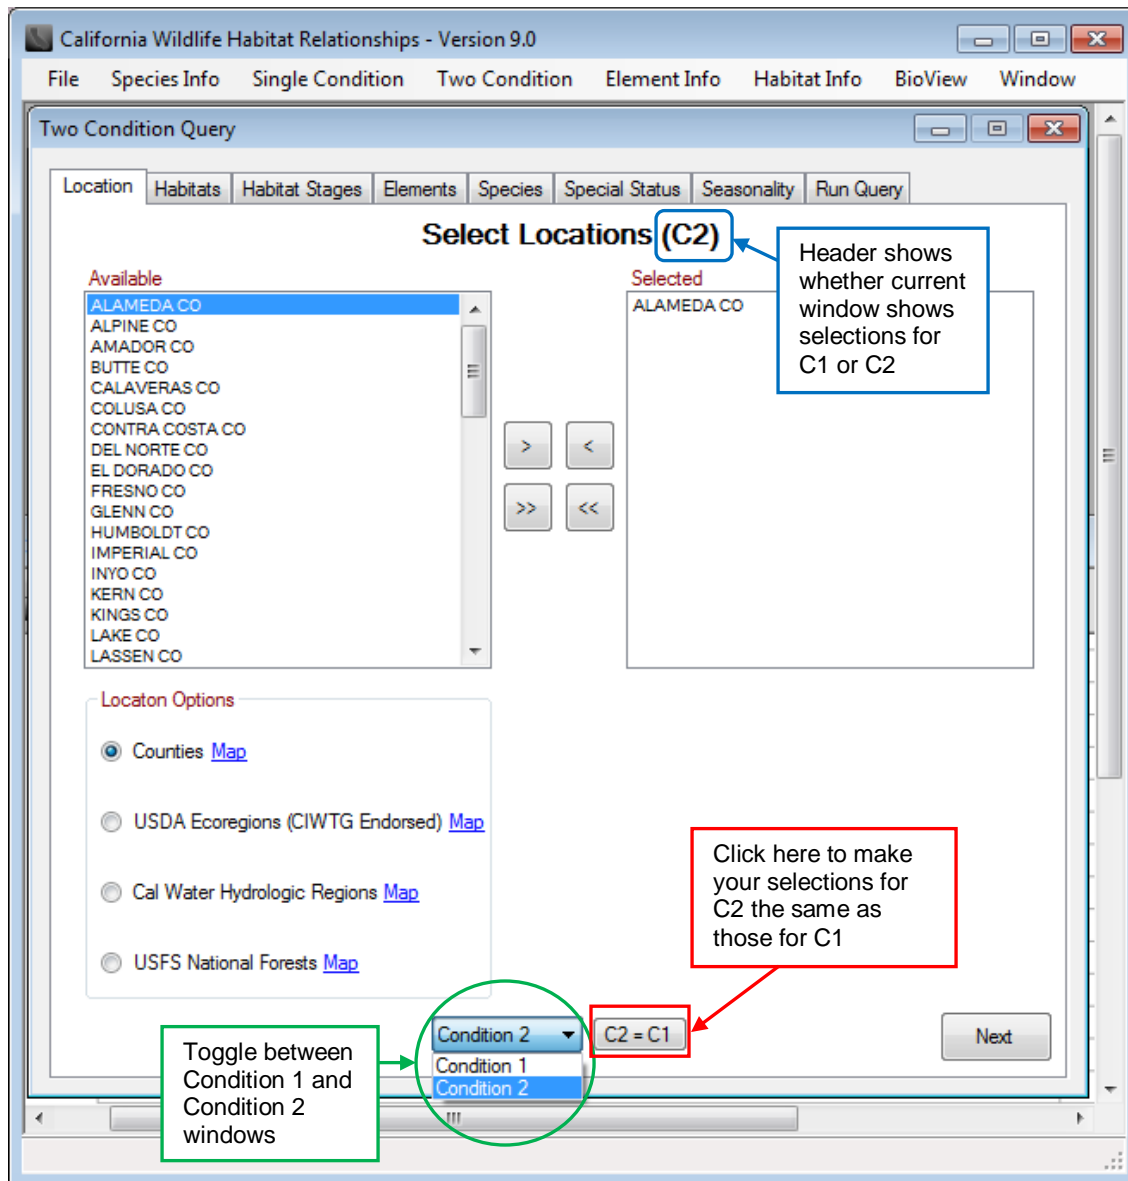 California Wildlife Habitat Relationships - Version 9.0
File Species Info Single Condition Two Condition Element Info Habitat Info BioView Window
Two Condition Query
Location Habitats Habitat Stages Elements Species Special Status Seasonality Run Query
Select Locations (C2)
Header shows
whether current
window shows
selections for
C1 or C2
Available
ALAMEDA CO
ALPINE CO
AMADOR CO
BUTTE CO
CALAVERAS CO
COLUSA CO
CONTRA COSTA CO
DEL NORTE CO
EL DORADO CO
FRESNO CO
GLENN CO
HUMBOLDT CO
IMPERIAL CO
INYO CO
KERN CO
KINGS CO
LAKE CO
LASSEN CO
> <
>> <<
Selected
ALAMEDA CO
Locaton Options
Counties Map
USDA Ecoregions (CIWTG Endorsed) Map
Cal Water Hydrologic Regions Map
USFS National Forests Map
Click here to make
your selections for
C2 the same as
those for C1
Condition 2
C2 = C1
Next
Condition 1
Condition 2
Toggle between
Condition 1 and
Condition 2
windows